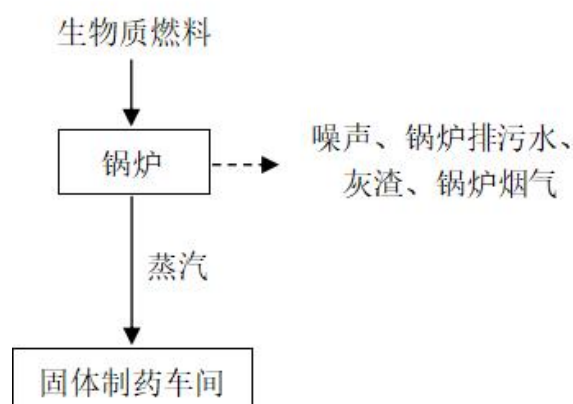 生物质燃料
锅炉
噪声、锅炉排污水、
灰渣、锅炉烟气
蒸汽
固体制药车间